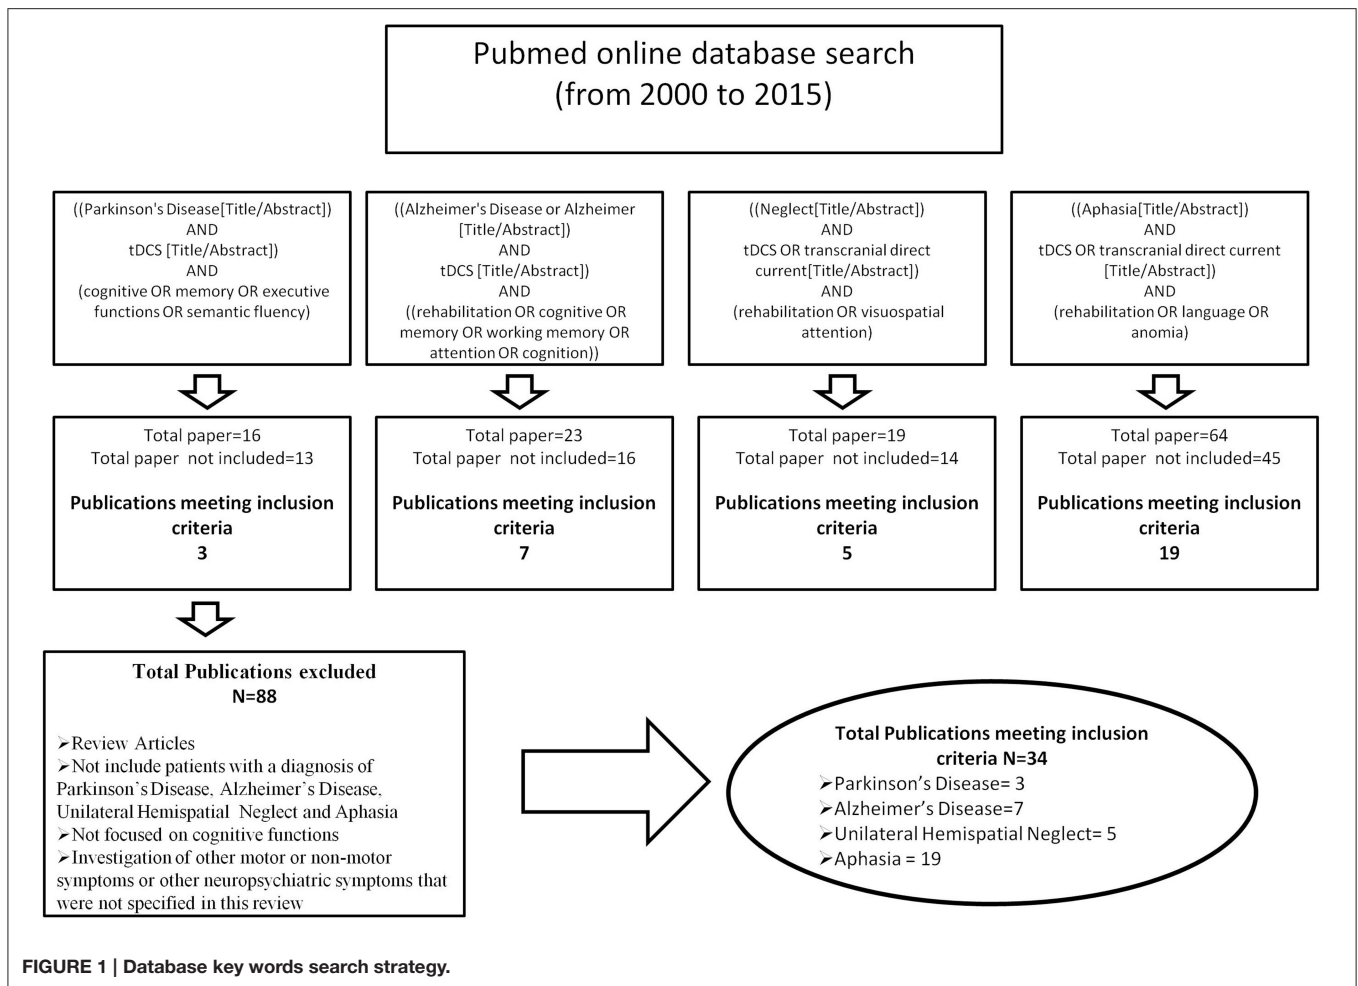 Pubmed online database search
(from 2000 to 2015)
((Parkinson's Disease[Title/Abstract])
AND
tDCS [Title/Abstract])
AND
(cognitive OR memory OR executive
functions OR semantic fluency)
((Alzheimer's Disease or Alzheimer
[Title/Abstract])
AND
tDCS [Title/Abstract])
AND
((rehabilitation OR cognitive OR
memory OR working memory OR
attention OR cognition))
((Neglect[Title/Abstract])
AND
tDCS OR transcranial direct
current[Title/Abstract])
AND
(rehabilitation OR visuospatial
attention)
((Aphasia[Title/Abstract])
AND
tDCS OR transcranial direct current
[Title/Abstract])
AND
(rehabilitation OR language OR
anomia)
Total paper=16
Total paper not included=13
Publications meeting inclusion
criteria
3
Total paper=23
Total paper not included=16
Publications meeting inclusion
criteria
7
Total paper=19
Total paper not included=14
Publications meeting inclusion
criteria
5
Total paper=64
Total paper not included=45
Publications meeting inclusion
criteria
19
Total Publications excluded
N=88
➢Review Articles
➢Not include patients with a diagnosis of
Parkinson's Disease, Alzheimer's Disease,
Unilateral Hemispatial Neglect and Aphasia
➢Not focused on cognitive functions
➢Investigation of other motor or non-motor
symptoms or other neuropsychiatric symptoms that
were not specified in this review
Total Publications meeting inclusion
criteria N=34
➢Parkinson's Disease= 3
➢Alzheimer's Disease=7
➢Unilateral Hemispatial Neglect= 5
➢Aphasia = 19
FIGURE 1 | Database key words search strategy.